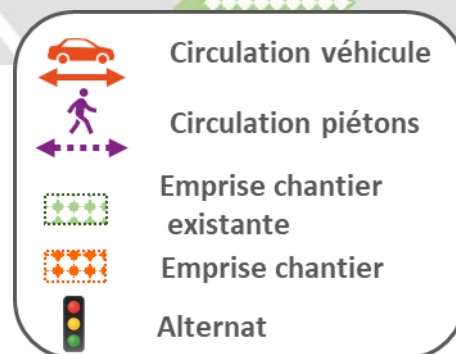 Circulation véhicule
Circulation piétons
Emprise chantier
existante
Emprise chantier
Alternat